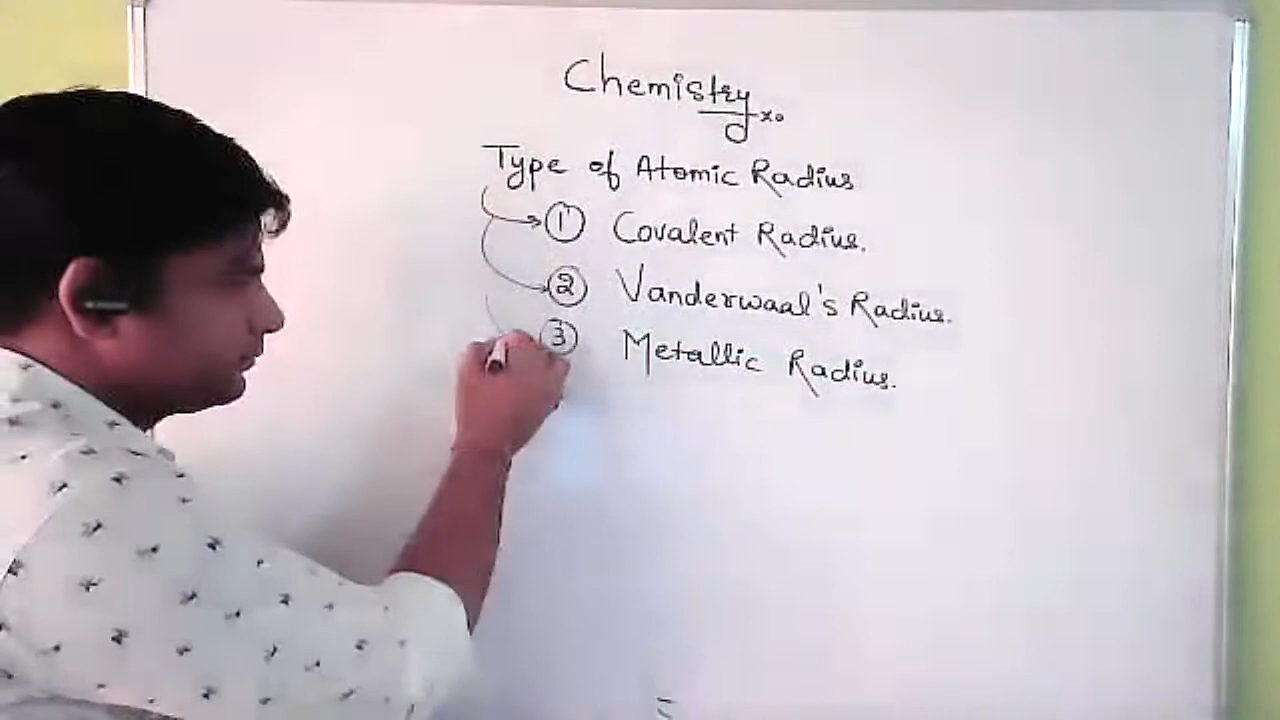 Chemistry
Type of Atomic Radius
① Covalent Radius.
② Vanderwaal's Radius.
③ Metallic Radius.